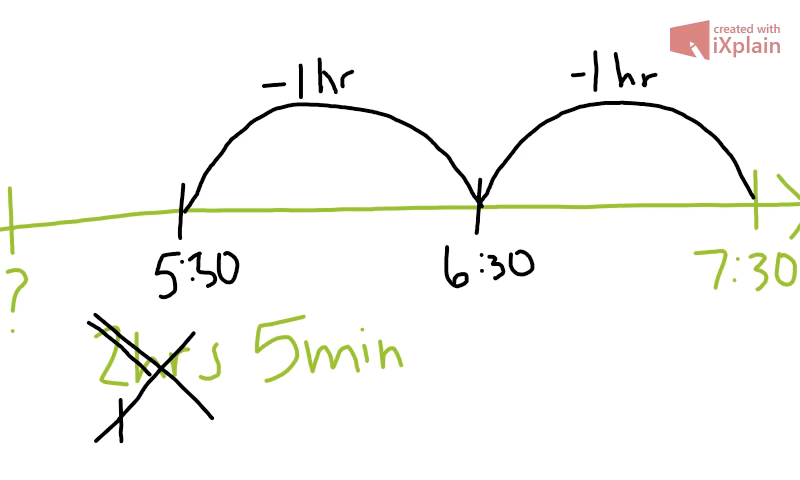 created with
iXplain
-1hr
-1hr
5:30
6:30
7:30
?
2hrs 5min